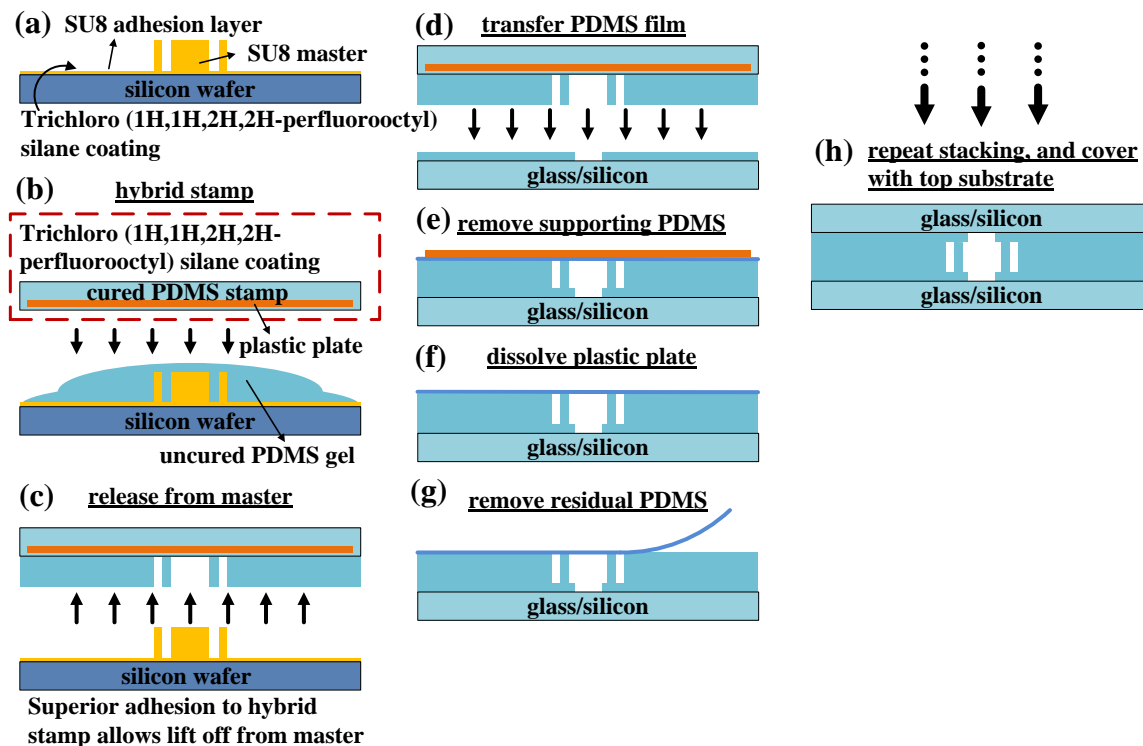 (a)
SU8 adhesion layer
SU8 master
silicon wafer
Trichloro (1H,1H,2H,2H-perfluorooctyl)
silane coating
(b)
hybrid stamp
Trichloro (1H,1H,2H,2H-
perfluorooctyl) silane coating
cured PDMS stamp
plastic plate
silicon wafer
uncured PDMS gel
(c)
release from master
silicon wafer
Superior adhesion to hybrid
stamp allows lift off from master
(d)
transfer PDMS film
glass/silicon
(e)
remove supporting PDMS
glass/silicon
(f)
dissolve plastic plate
glass/silicon
(g)
remove residual PDMS
glass/silicon
(h)
repeat stacking, and cover
with top substrate
glass/silicon
glass/silicon